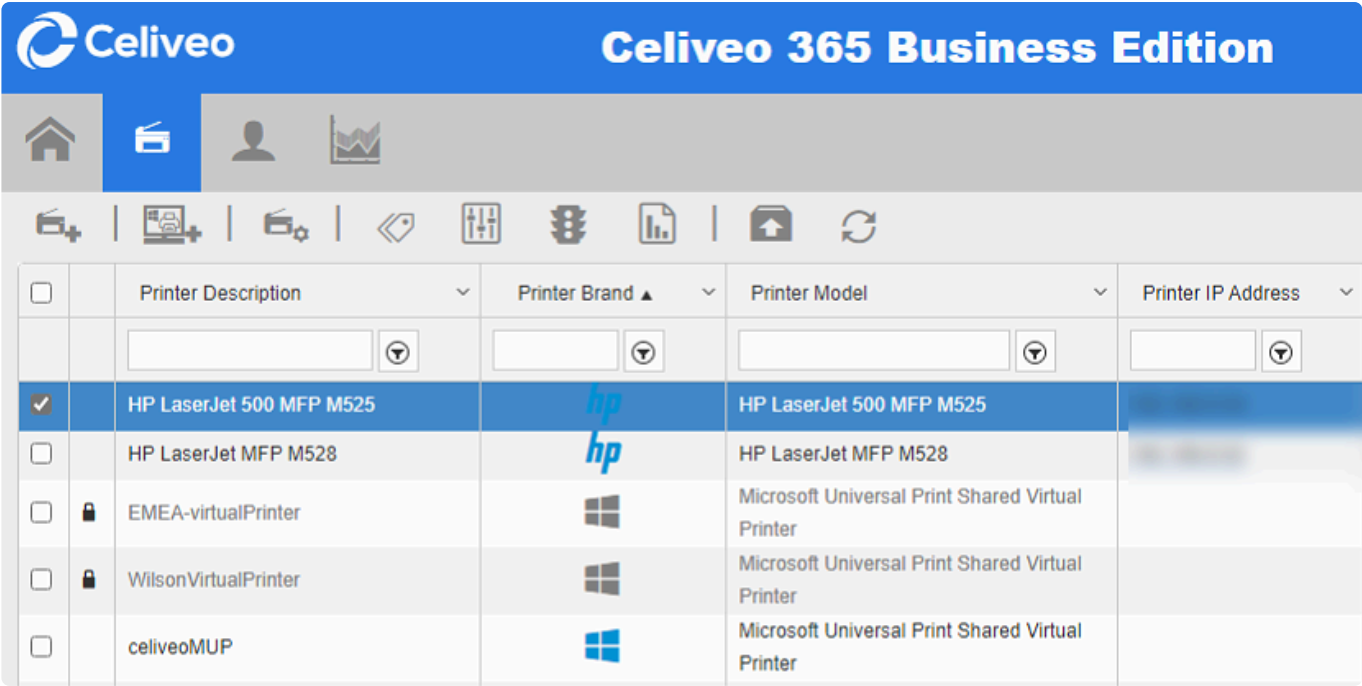 Celiveo
Celiveo 365 Business Edition
Printer Description
Printer Brand ▲
Printer Model
Printer IP Address
HP LaserJet 500 MFP M525
hp
HP LaserJet 500 MFP M525
HP LaserJet MFP M528
hp
HP LaserJet MFP M528
EMEA-virtualPrinter
Microsoft Universal Print Shared Virtual
Printer
WilsonVirtualPrinter
Microsoft Universal Print Shared Virtual
Printer
celiveoMUP
Microsoft Universal Print Shared Virtual
Printer